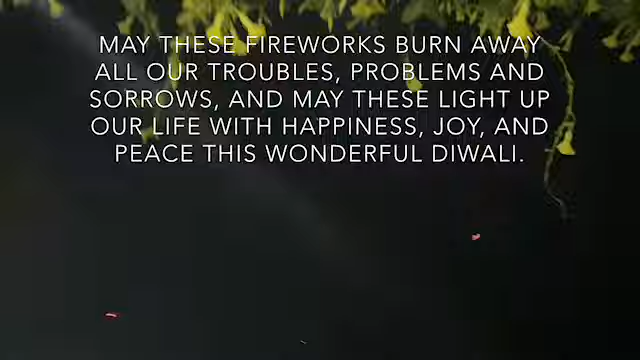 MAY THESE FIREWORKS BURN AWAY
ALL OUR TROUBLES, PROBLEMS AND
SORROWS, AND MAY THESE LIGHT UP
OUR LIFE WITH HAPPINESS, JOY, AND
PEACE THIS WONDERFUL DIWALI.